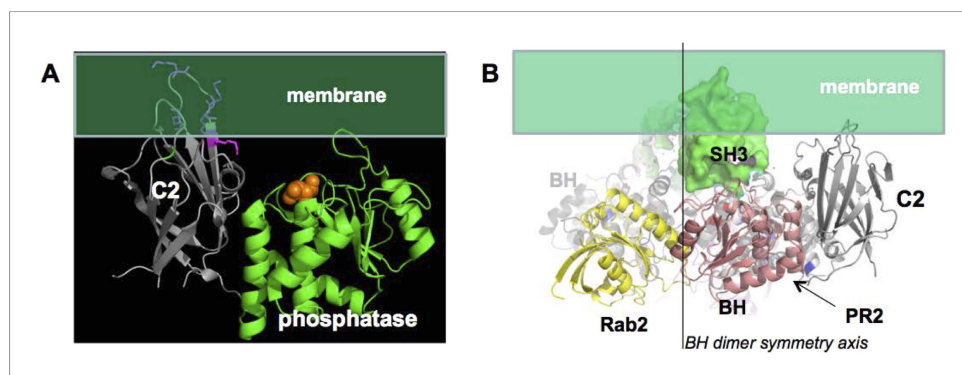 A
membrane
C2
phosphatase
B
membrane
SH3
BH
C2
Rab2
BH
PR2
BH dimer symmetry axis